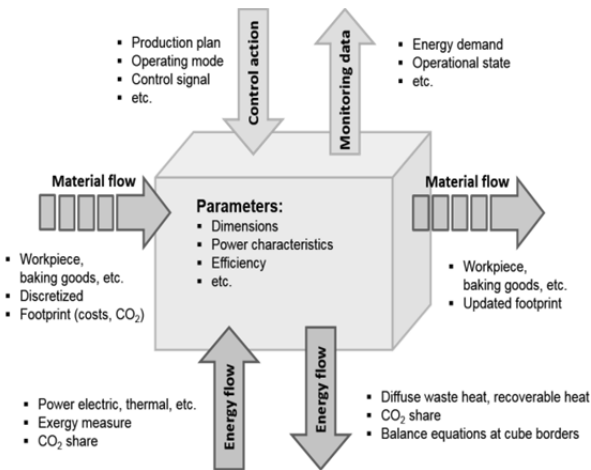 ▪ Production plan
▪ Operating mode
▪ Control signal
▪ etc.
Control action
Monitoring data
▪ Energy demand
▪ Operational state
▪ etc.
Material flow
▪ Workpiece,
baking goods, etc.
▪ Discretized
▪ Footprint (costs, CO₂)
Parameters:
▪ Dimensions
▪ Power characteristics
▪ Efficiency
▪ etc.
Material flow
▪ Workpiece,
baking goods, etc.
▪ Updated footprint
▪ Power electric, thermal, etc.
▪ Exergy measure
▪ CO₂ share
Energy flow
Energy flow
▪ Diffuse waste heat, recoverable heat
▪ CO₂ share
▪ Balance equations at cube borders